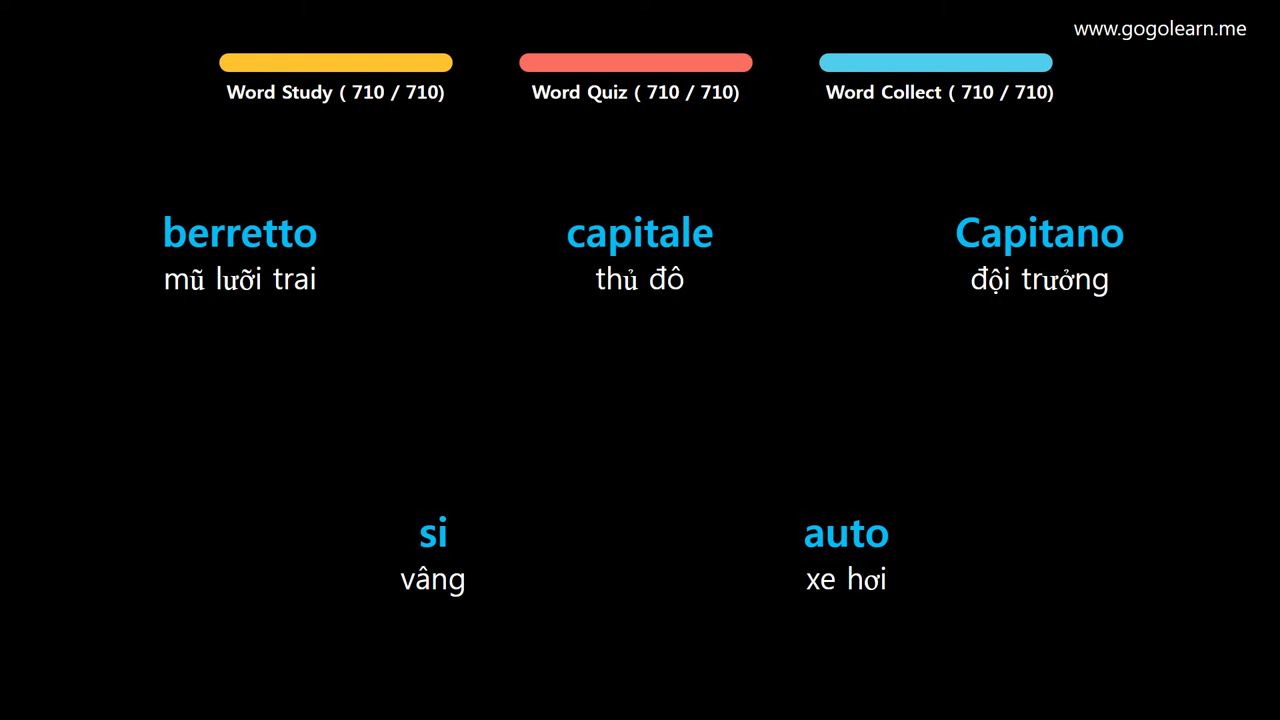 www.gogolearn.me
Word Study ( 710 / 710)
Word Quiz ( 710 / 710)
Word Collect ( 710 / 710)
berretto
mũ lưỡi trai
capitale
thủ đô
Capitano
đội trưởng
si
vâng
auto
xe hơi